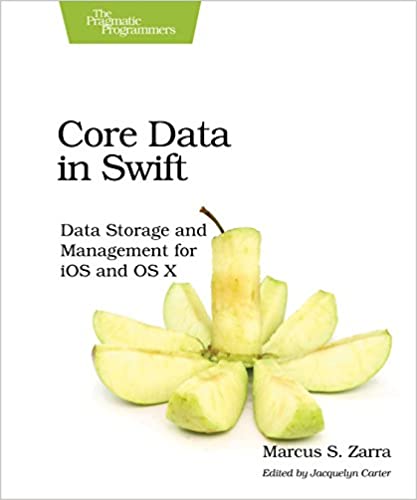 The
Pragmatic
Programmers
Core Data
in Swift
Data Storage and
Management for
iOS and OS X
Marcus S. Zarra
Edited by Jacquelyn Carter